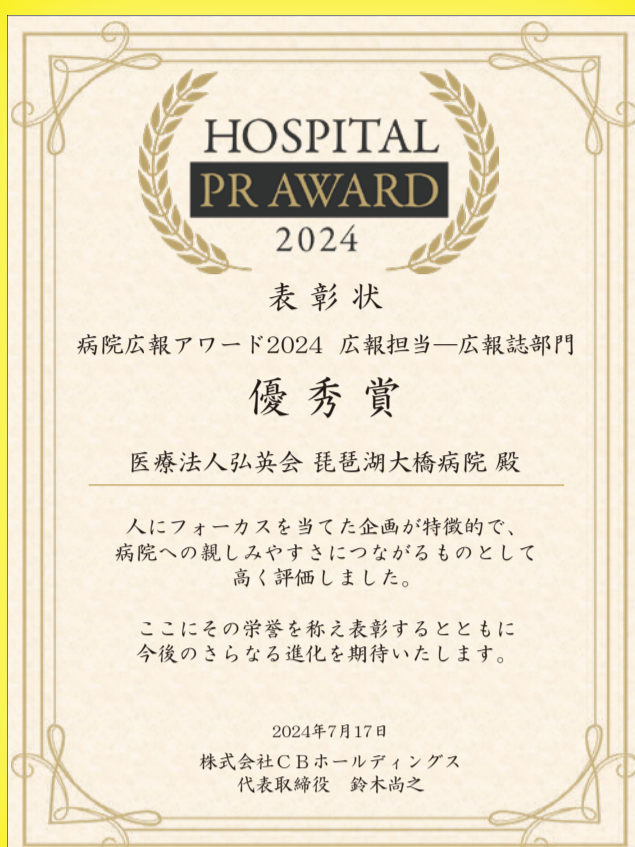 HOSPITAL
PR AWARD
2024
表彰状
病院広報アワード2024 広報担当―広報誌部門
優秀賞
医療法人弘英会 琵琶湖大橋病院 殿
人にフォーカスを当てた企画が特徴的で、
病院への親しみやすさにつながるものとして
高く評価しました。
ここにその栄誉を称え表彰するとともに
今後のさらなる進化を期待いたします。
2024年7月17日
株式会社CBホールディングス
代表取締役 鈴木尚之